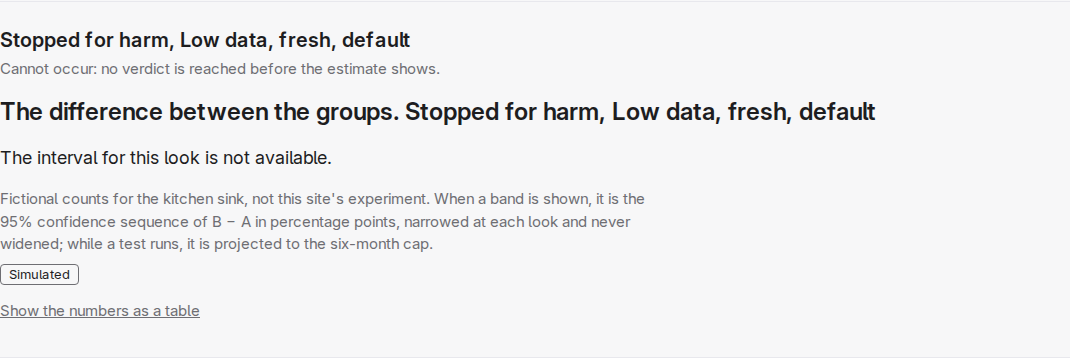 Stopped for harm, Low data, fresh, default
Cannot occur: no verdict is reached before the estimate shows.
The difference between the groups. Stopped for harm, Low data, fresh, default
The interval for this look is not available.
Fictional counts for the kitchen sink, not this site's experiment. When a band is shown, it is the
95% confidence sequence of B − A in percentage points, narrowed at each look and never
widened; while a test runs, it is projected to the six-month cap.
Simulated
Show the numbers as a table